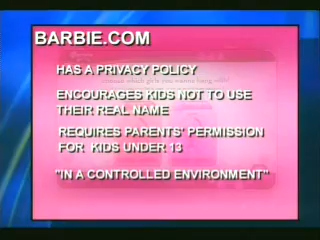 BARBIE.COM
HAS A PRIVACY POLICY
ENCOURAGES KIDS NOT TO USE
THEIR REAL NAME
REQUIRES PARENTS' PERMISSION
FOR KIDS UNDER 13
"IN A CONTROLLED ENVIRONMENT"